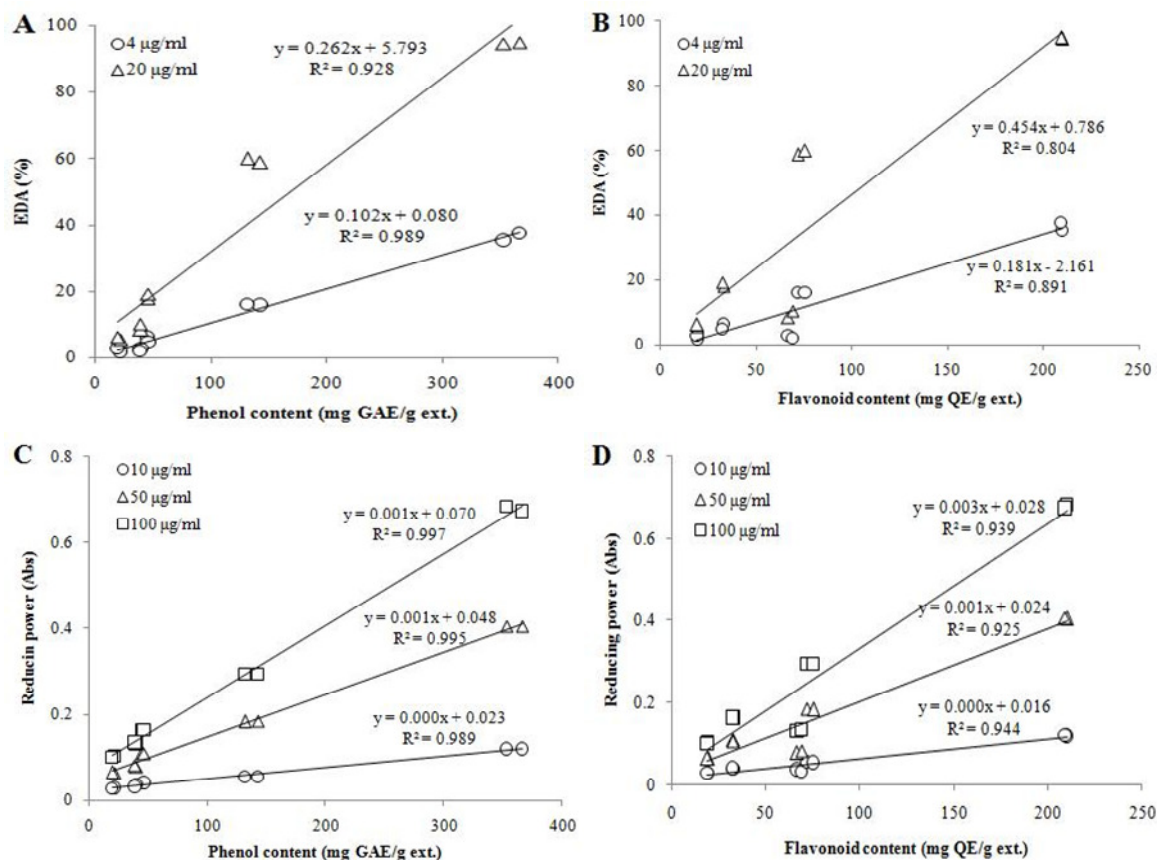 A
4 µg/ml
20 µg/ml
y = 0.262x + 5.793
R² = 0.928
y = 0.102x + 0.080
R² = 0.989
EDA (%)
100
80
60
40
20
0
0 100 200 300 400
Phenol content (mg GAE/g ext.)
B
4 µg/ml
20 µg/ml
y = 0.454x + 0.786
R² = 0.804
y = 0.181x - 2.161
R² = 0.891
EDA (%)
100
80
60
40
20
0
0 50 100 150 200 250
Flavonoid content (mg QE/g ext.)
C
10 µg/ml
50 µg/ml
100 µg/ml
y = 0.001x + 0.070
R² = 0.997
y = 0.001x + 0.048
R² = 0.995
y = 0.000x + 0.023
R² = 0.989
Reducin power (Abs)
0.8
0.6
0.4
0.2
0
0 100 200 300 400
Phenol content (mg GAE/g ext.)
D
10 µg/ml
50 µg/ml
100 µg/ml
y = 0.003x + 0.028
R² = 0.939
y = 0.001x + 0.024
R² = 0.925
y = 0.000x + 0.016
R² = 0.944
Reducing power (Abs)
0.8
0.6
0.4
0.2
0
0 50 100 150 200 250
Flavonoid content (mg QE/g ext.)